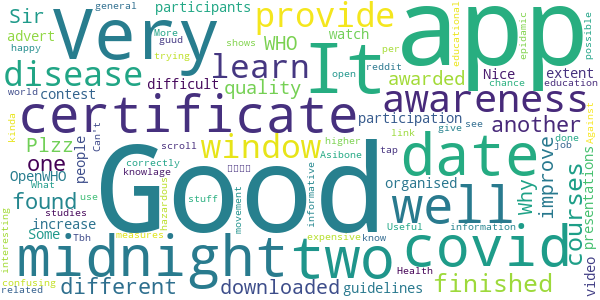 Very
app
Good
It
provide
Sir
advert
participants
WHO
watch
disease
learn
awarded
extent
quality
Nice
contest
difficult
certificate
awareness
participation
another
one
Plzz
people
window
date
found
OpenWHO
What
Can't
correctly
scroll
Asibone
tap
link
give
see
done
job
higher
informative
movement
hazardous
stuff
knowlage
studies
use
increase
Some
Tbh
measures
organised
well
Why
improve
courses
presentations
Against
possible
educational
epidamic
education
chance
per
reddit
open
shows
trying
More
guud
general
happy
world
kinda
interesting
midnight
two
covid
expensive
know
Useful
information
Health
confusing
related
different
downloaded
guidelines
finished
video